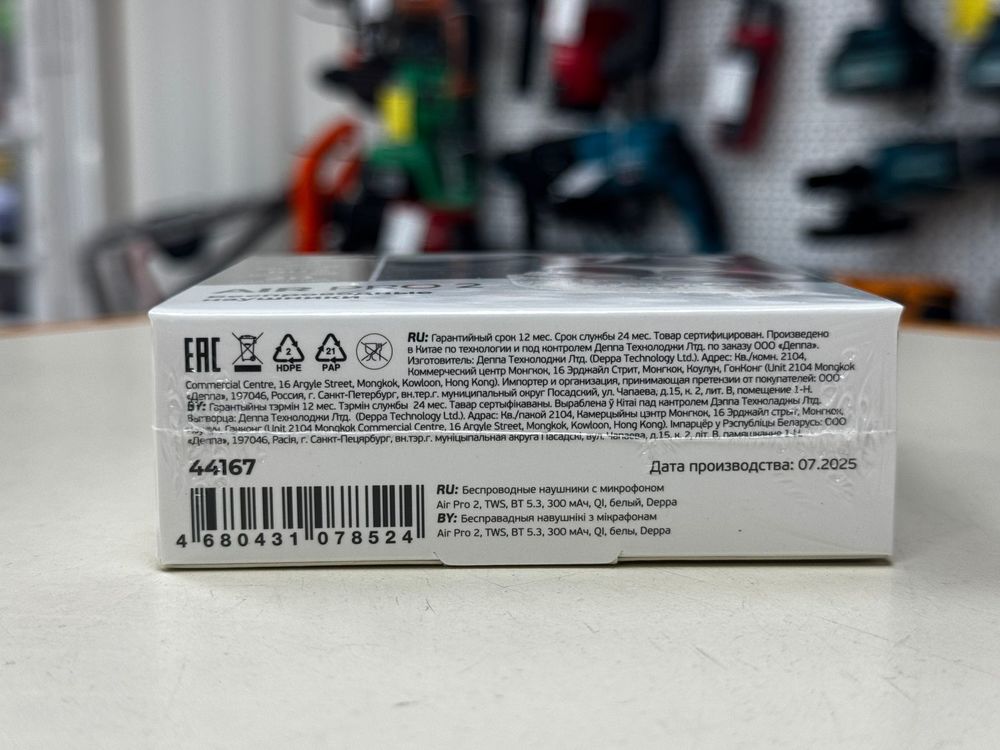 AIR PRO 2
Беспроводные
наушники
EAC
2
HDPE
21
PAP
RU: Гарантийный срок 12 мес. Срок службы 24 мес. Товар сертифицирован. Произведено
в Китае по технологии и под контролем Деппа Технолоджи Лтд. по заказу ООО «Деппа».
Изготовитель: Деппа Технолоджи Лтд. (Deppa Technology Ltd.). Адрес: Кв./комн. 2104,
Коммерческий центр Монгкок, 16 Эрджайл Стрит, Монгкок, Коулун, ГонКонг (Unit 2104 Mongkok
Commercial Centre, 16 Argyle Street, Mongkok, Kowloon, Hong Kong). Импортер и организация, принимающая претензии от покупателей: ООО
«Деппа», 197046, Россия, г. Санкт-Петербург, вн.тер.г. муниципальный округ Посадский, ул. Чапаева, д.15, к. 2, лит. В, помещение 1-Н.
BY: Гарантыйны тэрмін 12 мес. Тэрмін службы 24 мес. Тавар сертыфікаваны. Выраблена ў Кітаі пад кантролем Дэппа Тэхналаджы Лтд.
Вытворца: Деппа Технолоджи Лтд. (Deppa Technology Ltd.). Адрас: Кв./пакой 2104, Камерцыйны цэнтр Монгкок, 16 Эрджайл стрыт, Монгкок,
Гонконг (Unit 2104 Mongkok Commercial Centre, 16 Argyle Street, Mongkok, Kowloon, Hong Kong). Імпарцёр у Рэспубліцы Беларусь: ООО
«Деппа», 197046, Расія, г. Санкт-Пецярбург, вн.тэр.г. муніцыпальная акруга Пасадскі, вул. Чапаева, д.15, к. 2, літ. В, памяшканне 1-Н.
44167
Дата производства: 07.2025
4 680431 078524
RU: Беспроводные наушники с микрофоном
Air Pro 2, TWS, BT 5.3, 300 мАч, QI, белый, Deppa
BY: Бесправадныя навушнікі з мікрафонам
Air Pro 2, TWS, BT 5.3, 300 мАч, QI, белы, Deppa